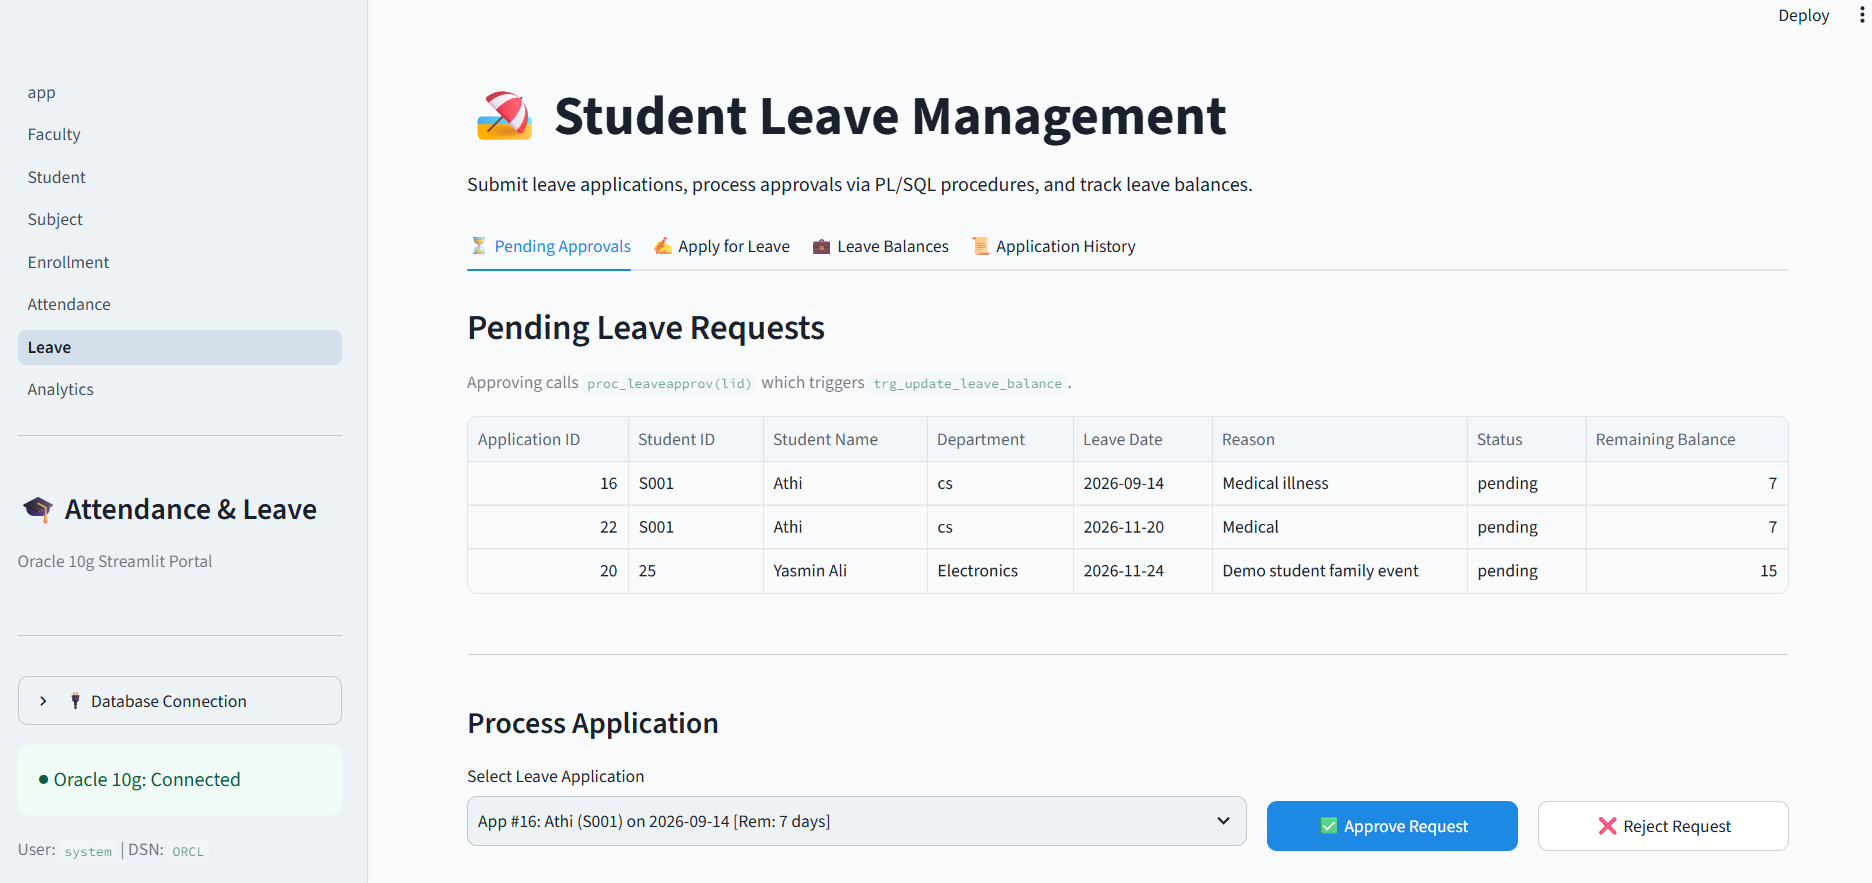 Deploy
app
Faculty
Student
Subject
Enrollment
Attendance
Leave
Analytics
Attendance & Leave
Oracle 10g Streamlit Portal
Database Connection
Oracle 10g: Connected
User: system | DSN: ORCL
Student Leave Management
Submit leave applications, process approvals via PL/SQL procedures, and track leave balances.
Pending Approvals Apply for Leave Leave Balances Application History
Pending Leave Requests
Approving calls proc_leaveapprov(lid) which triggers trg_update_leave_balance.
Application ID Student ID Student Name Department Leave Date Reason Status Remaining Balance
16 S001 Athi cs 2026-09-14 Medical illness pending 7
22 S001 Athi cs 2026-11-20 Medical pending 7
20 25 Yasmin Ali Electronics 2026-11-24 Demo student family event pending 15
Process Application
Select Leave Application
App #16: Athi (S001) on 2026-09-14 [Rem: 7 days] Approve Request Reject Request